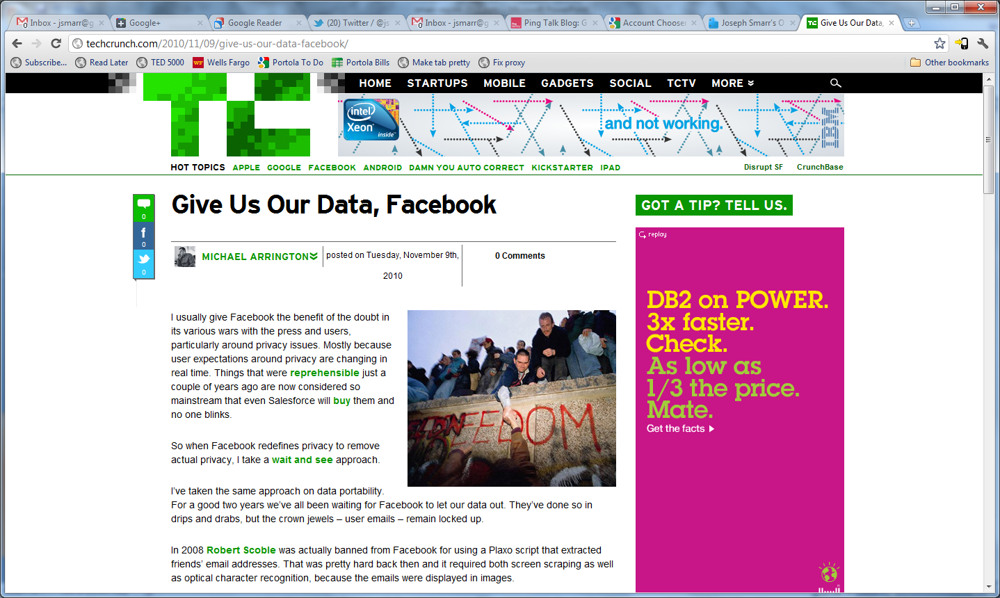 Inbox - jsmarr@g
Google+
Google Reader
(20) Twitter / @js
Inbox - jsmarr@g
Ping Talk Blog: G
Account Chooser
Joseph Smarr's O
Give Us Our Data,
techcrunch.com/2010/11/09/give-us-our-data-facebook/
Subscribe...
Read Later
TED 5000
WF
Wells Fargo
Portola To Do
Portola Bills
Make tab pretty
Fix proxy
Other bookmarks
HOME STARTUPS MOBILE GADGETS SOCIAL TCTV MORE
intel
Xeon
inside™
and not working.
IBM
HOT TOPICS APPLE GOOGLE FACEBOOK ANDROID DAMN YOU AUTO CORRECT KICKSTARTER IPAD
Disrupt SF CrunchBase
0
f
0
0
Give Us Our Data, Facebook
MICHAEL ARRINGTON
posted on Tuesday, November 9th,
2010
0 Comments
I usually give Facebook the benefit of the doubt in
its various wars with the press and users,
particularly around privacy issues. Mostly because
user expectations around privacy are changing in
real time. Things that were reprehensible just a
couple of years ago are now considered so
mainstream that even Salesforce will buy them and
no one blinks.
So when Facebook redefines privacy to remove
actual privacy, I take a wait and see approach.
FREEDOM
I've taken the same approach on data portability.
For a good two years we've all been waiting for Facebook to let our data out. They've done so in
drips and drabs, but the crown jewels – user emails – remain locked up.
In 2008 Robert Scoble was actually banned from Facebook for using a Plaxo script that extracted
friends' email addresses. That was pretty hard back then and it required both screen scraping as well
as optical character recognition, because the emails were displayed in images.
GOT A TIP? TELL US.
replay
DB2 on POWER.
3x faster.
Check.
As low as
1/3 the price.
Mate.
Get the facts